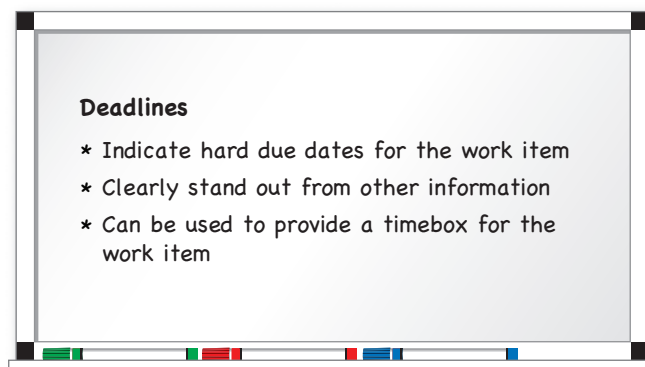 Deadlines
* Indicate hard due dates for the work item
* Clearly stand out from other information
* Can be used to provide a timebox for the
work item